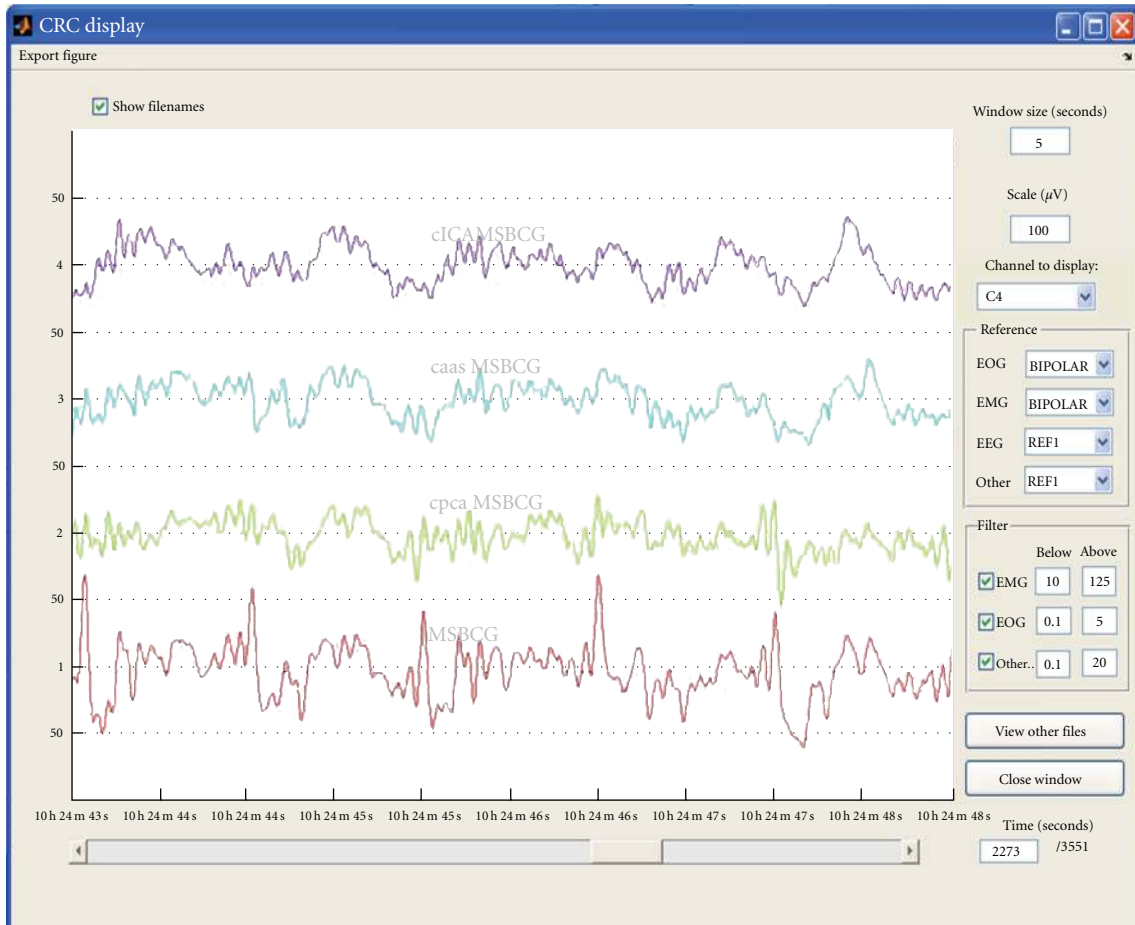 CRC display
Export figure
Show filenames
50
cICAMSBCG
4
50
caas MSBCG
3
50
cpca MSBCG
2
50
MSBCG
1
50
10 h 24 m 43 s 10 h 24 m 44 s 10 h 24 m 44 s 10 h 24 m 45 s 10 h 24 m 45 s 10 h 24 m 46 s 10 h 24 m 46 s 10 h 24 m 47 s 10 h 24 m 47 s 10 h 24 m 48 s 10 h 24 m 48 s
Window size (seconds)
5
Scale (μV)
100
Channel to display:
C4
Reference
EOG BIPOLAR
EMG BIPOLAR
EEG REF1
Other REF1
Filter
Below Above
EMG 10 125
EOG 0.1 5
Other.. 0.1 20
View other files
Close window
Time (seconds)
2273 /3551